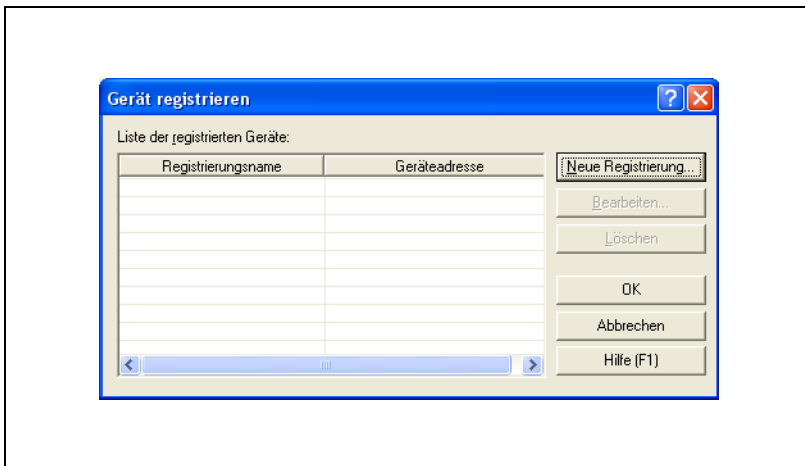 Gerät registrieren
Liste der registrierten Geräte:
Registrierungsname Geräteadresse
Neue Registrierung...
Bearbeiten...
Löschen
OK
Abbrechen
Hilfe (F1)